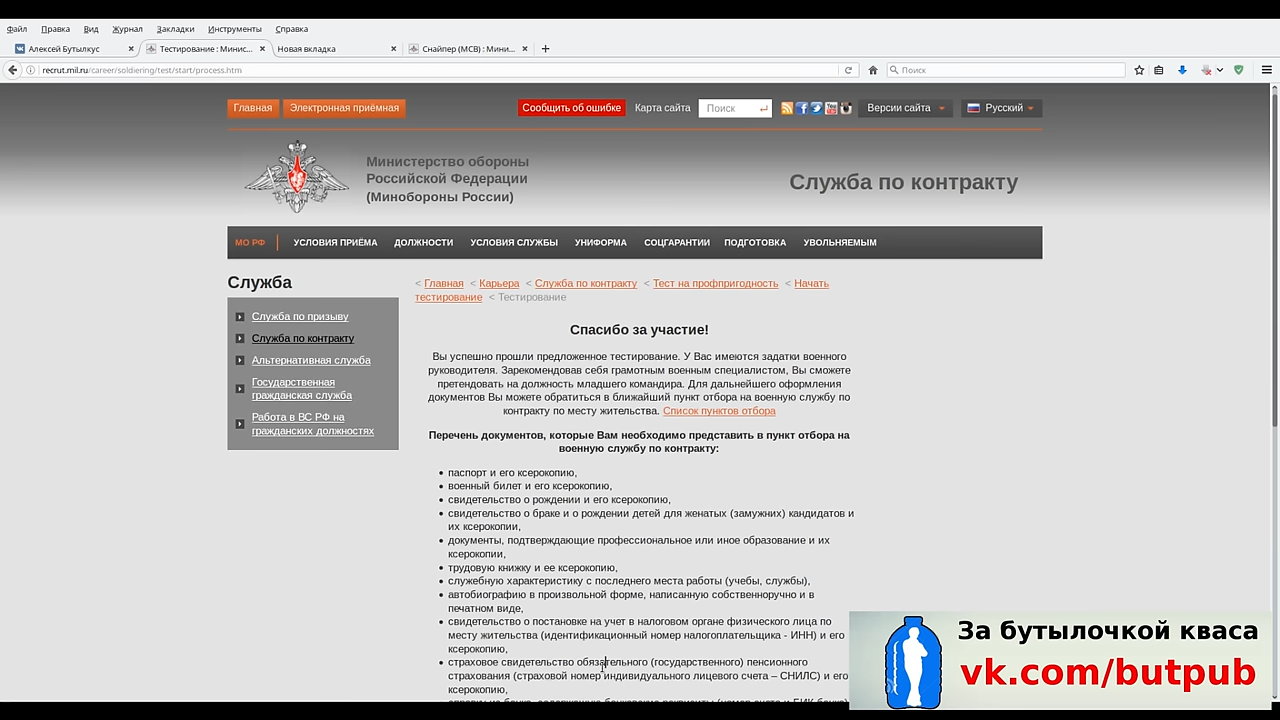 Файл Правка Вид Журнал Закладки Инструменты Справка
Алексей Бутылкус Тестирование : Минис... Новая вкладка Снайпер (МСВ) : Мини...
recrut.mil.ru/career/soldiering/test/start/process.htm Поиск
Главная Электронная приёмная Сообщить об ошибке Карта сайта Поиск Версии сайта Русский
Министерство обороны
Российской Федерации
(Минобороны России)
Служба по контракту
МО РФ УСЛОВИЯ ПРИЁМА ДОЛЖНОСТИ УСЛОВИЯ СЛУЖБЫ УНИФОРМА СОЦГАРАНТИИ ПОДГОТОВКА УВОЛЬНЯЕМЫМ
Служба
Служба по призыву
Служба по контракту
Альтернативная служба
Государственная
гражданская служба
Работа в ВС РФ на
гражданских должностях
< Главная < Карьера < Служба по контракту < Тест на профпригодность < Начать
тестирование < Тестирование
Спасибо за участие!
Вы успешно прошли предложенное тестирование. У Вас имеются задатки военного
руководителя. Зарекомендовав себя грамотным военным специалистом, Вы сможете
претендовать на должность младшего командира. Для дальнейшего оформления
документов Вы можете обратиться в ближайший пункт отбора на военную службу по
контракту по месту жительства. Список пунктов отбора
Перечень документов, которые Вам необходимо представить в пункт отбора на
военную службу по контракту:
• паспорт и его ксерокопию,
• военный билет и его ксерокопию,
• свидетельство о рождении и его ксерокопию,
• свидетельство о браке и о рождении детей для женатых (замужних) кандидатов и
их ксерокопии,
• документы, подтверждающие профессиональное или иное образование и их
ксерокопии,
• трудовую книжку и ее ксерокопию,
• служебную характеристику с последнего места работы (учебы, службы),
• автобиографию в произвольной форме, написанную собственноручно и в
печатном виде,
• свидетельство о постановке на учет в налоговом органе физического лица по
месту жительства (идентификационный номер налогоплательщика - ИНН) и его
ксерокопию,
• страховое свидетельство обязательного (государственного) пенсионного
страхования (страховой номер индивидуального лицевого счета – СНИЛС) и его
ксерокопию,
За бутылочкой кваса
vk.com/butpub